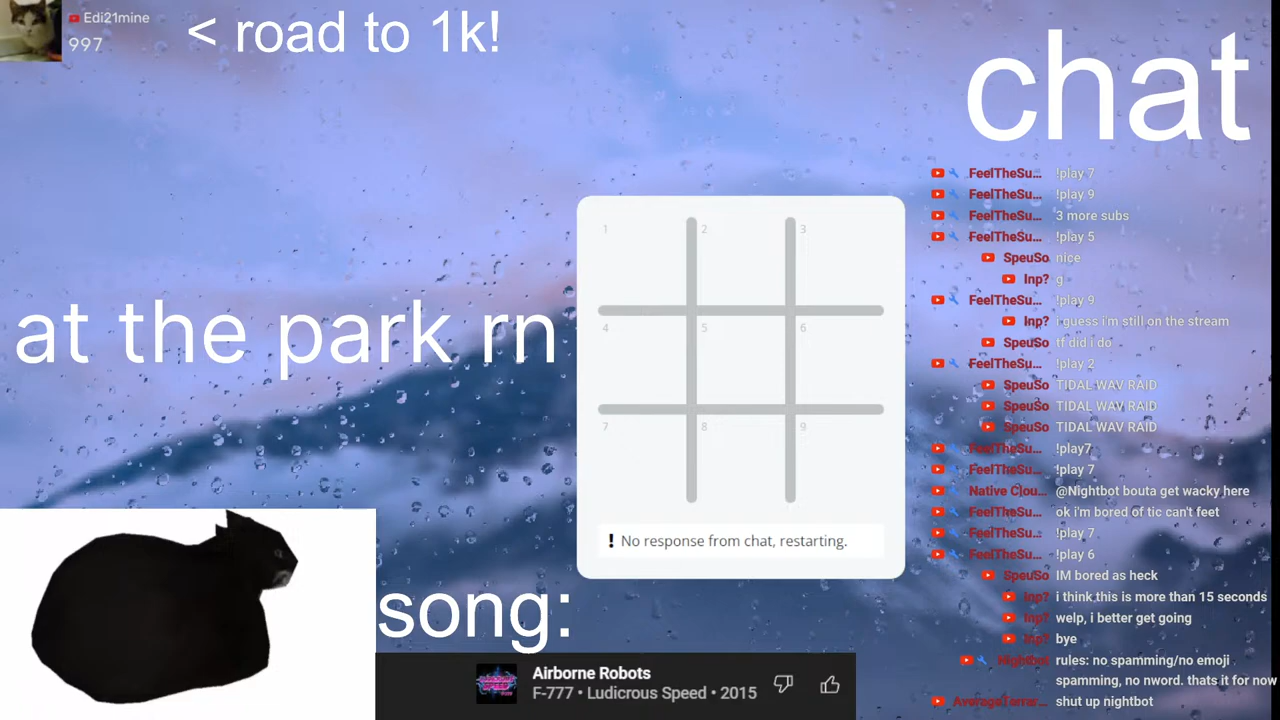 Edi21mine
997
< road to 1k!
chat
at the park rn
1
2
3
4
5
6
7
8
9
! No response from chat, restarting.
song:
Airborne Robots
F-777 • Ludicrous Speed • 2015
FeelTheSu... !play 7
FeelTheSu... !play 9
FeelTheSu... 3 more subs
FeelTheSu... !play 5
SpeuSo nice
Inp? g
FeelTheSu... !play 9
Inp? i guess i'm still on the stream
SpeuSo tf did i do
FeelTheSu... !play 2
SpeuSo TIDAL WAV RAID
SpeuSo TIDAL WAV RAID
SpeuSo TIDAL WAV RAID
FeelTheSu... !play7
FeelTheSu... !play 7
Native Clou... @Nightbot bouta get wacky here
FeelTheSu... ok i'm bored of tic can't feet
FeelTheSu... !play 7
FeelTheSu... !play 6
SpeuSo IM bored as heck
Inp? i think this is more than 15 seconds
Inp? welp, i better get going
Inp? bye
Nightbot rules: no spamming/no emoji
spamming, no nword. thats it for now
shut up nightbot